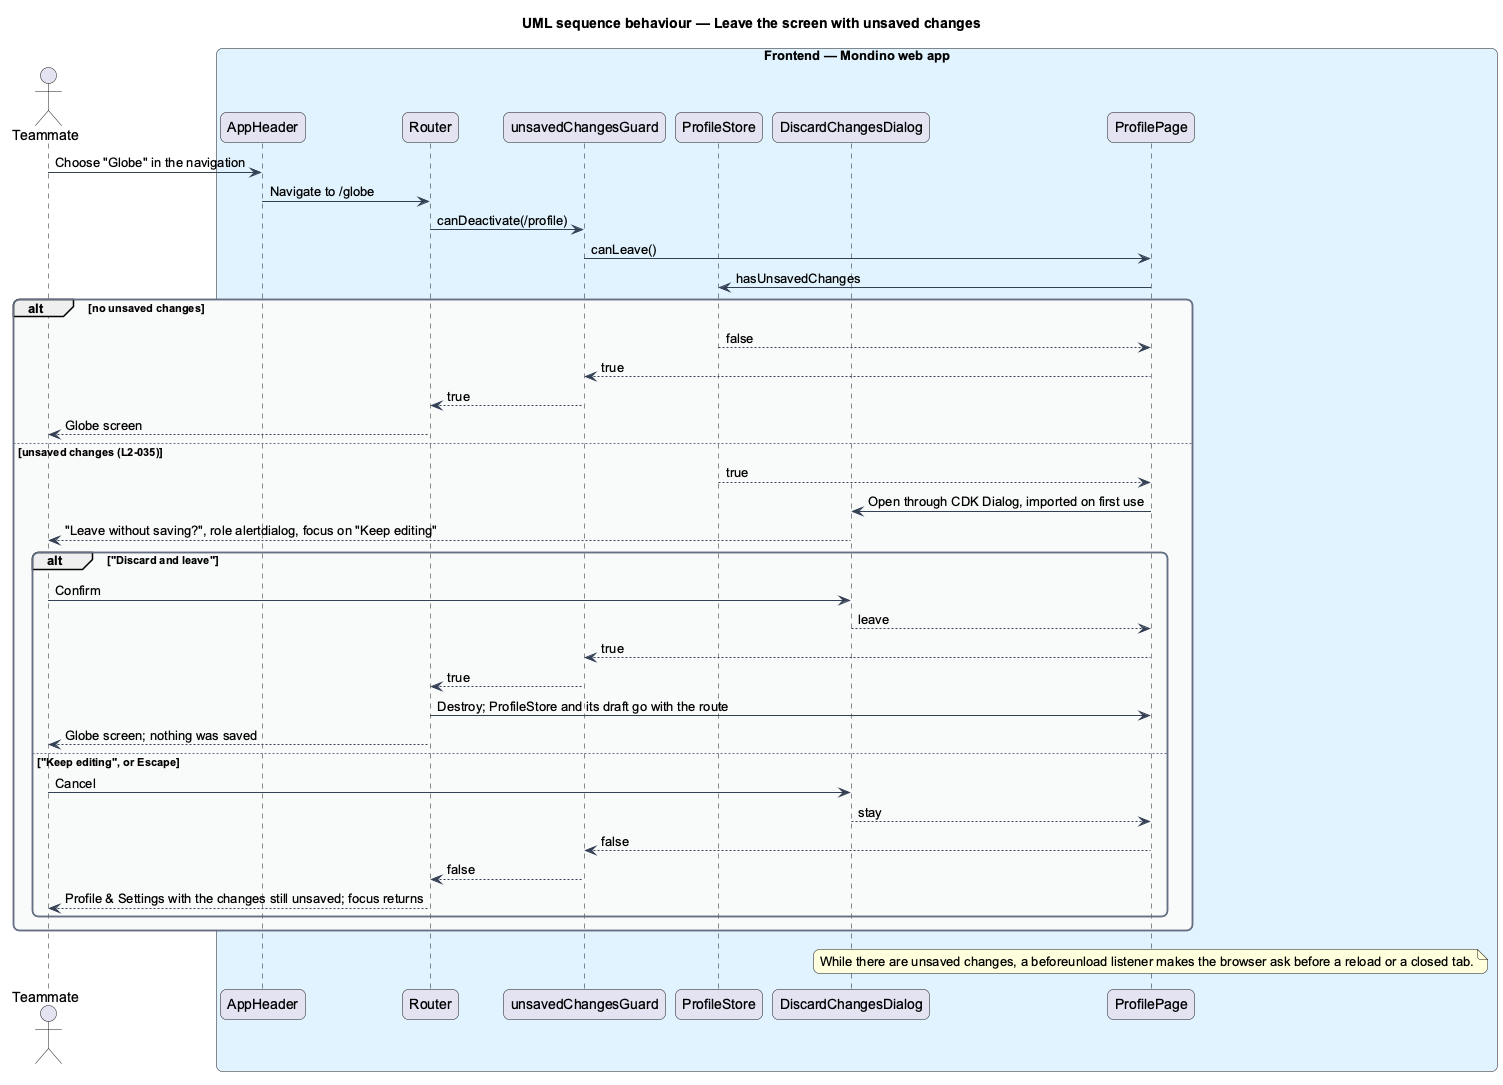 UML sequence behaviour — Leave the screen with unsaved changes
Frontend — Mondino web app
Teammate
AppHeader
Router
unsavedChangesGuard
ProfileStore
DiscardChangesDialog
ProfilePage
Choose "Globe" in the navigation
Navigate to /globe
canDeactivate(/profile)
canLeave()
hasUnsavedChanges
alt
[no unsaved changes]
false
true
true
Globe screen
[unsaved changes (L2-035)]
true
Open through CDK Dialog, imported on first use
"Leave without saving?", role alertdialog, focus on "Keep editing"
alt
["Discard and leave"]
Confirm
leave
true
true
Destroy; ProfileStore and its draft go with the route
Globe screen; nothing was saved
["Keep editing", or Escape]
Cancel
stay
false
false
Profile & Settings with the changes still unsaved; focus returns
While there are unsaved changes, a beforeunload listener makes the browser ask before a reload or a closed tab.
Teammate
AppHeader
Router
unsavedChangesGuard
ProfileStore
DiscardChangesDialog
ProfilePage